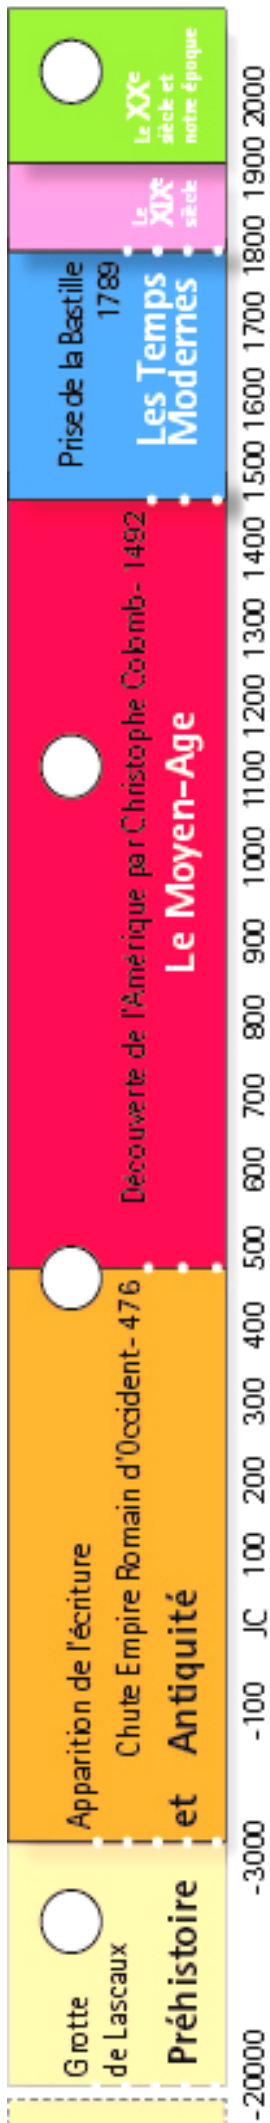 Grotte
de Lascaux
Préhistoire
et Antiquité
Apparition de l'écriture
Chute Empire Romain d'Occident - 476
Le Moyen-Age
Découverte de l'Amérique par Christophe Colomb - 1492
Les Temps
Modernes
Prise de la Bastille
1789
Le
XIXe
siècle
Le XXe
siècle et
notre époque
-20000 -3000 -100 JC 100 200 300 400 500 600 700 800 900 1000 1100 1200 1300 1400 1500 1600 1700 1800 1900 2000